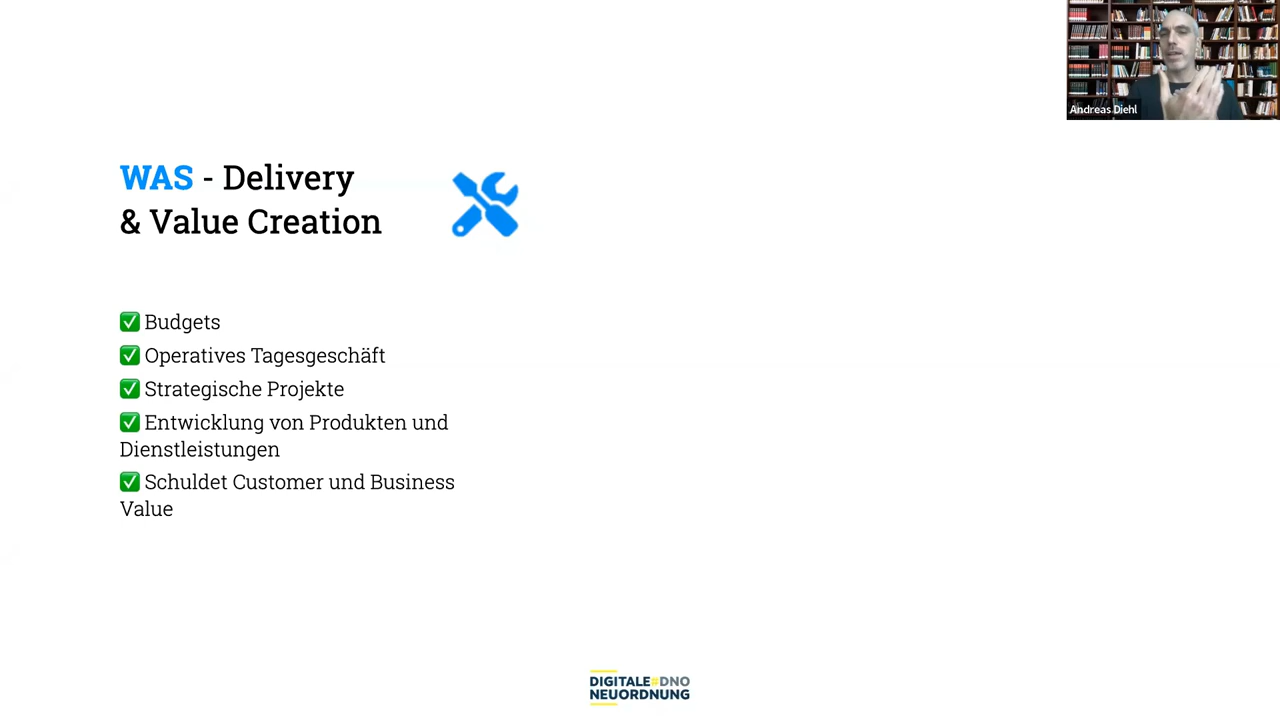 Andreas Diehl
WAS - Delivery
& Value Creation
✅ Budgets
✅ Operatives Tagesgeschäft
✅ Strategische Projekte
✅ Entwicklung von Produkten und
Dienstleistungen
✅ Schuldet Customer und Business
Value
DIGITALE#DNO
NEUORDNUNG